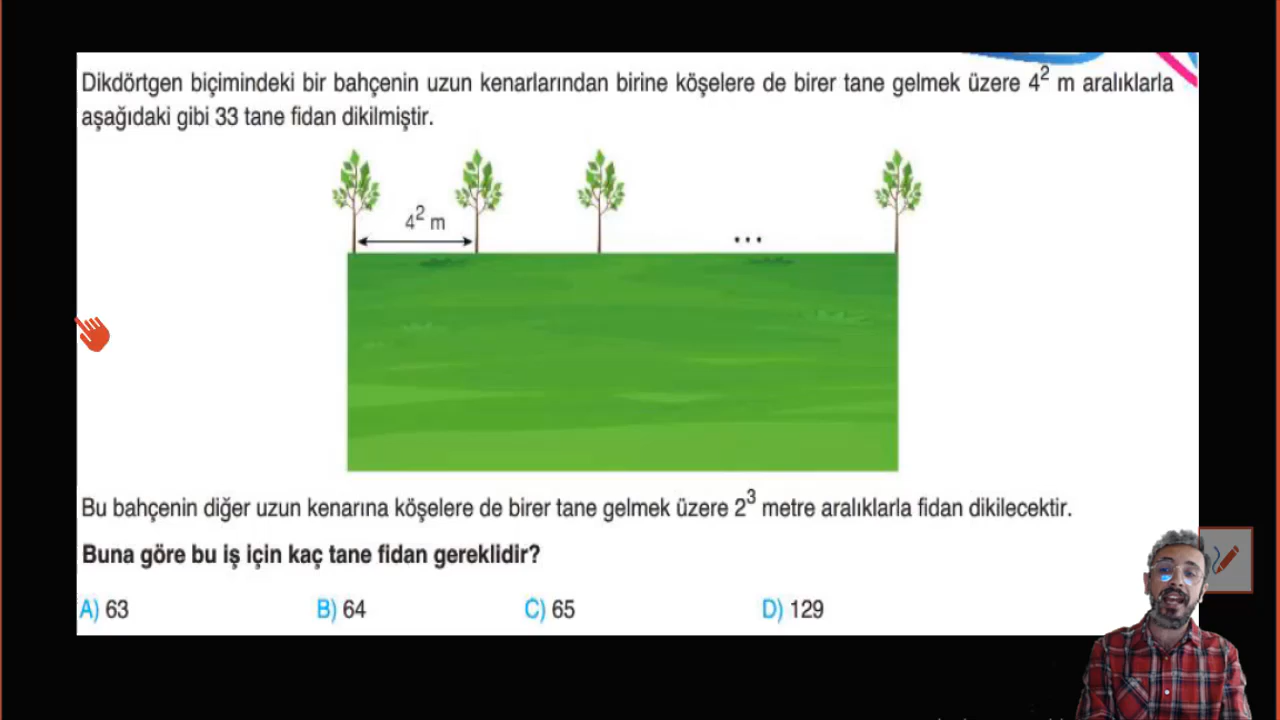 Dikdörtgen biçimindeki bir bahçenin uzun kenarlarından birine köşelere de birer tane gelmek üzere 4² m aralıklarla
aşağıdaki gibi 33 tane fidan dikilmiştir.
4² m
...
Bu bahçenin diğer uzun kenarına köşelere de birer tane gelmek üzere 2³ metre aralıklarla fidan dikilecektir.
Buna göre bu iş için kaç tane fidan gereklidir?
A) 63 B) 64 C) 65 D) 129